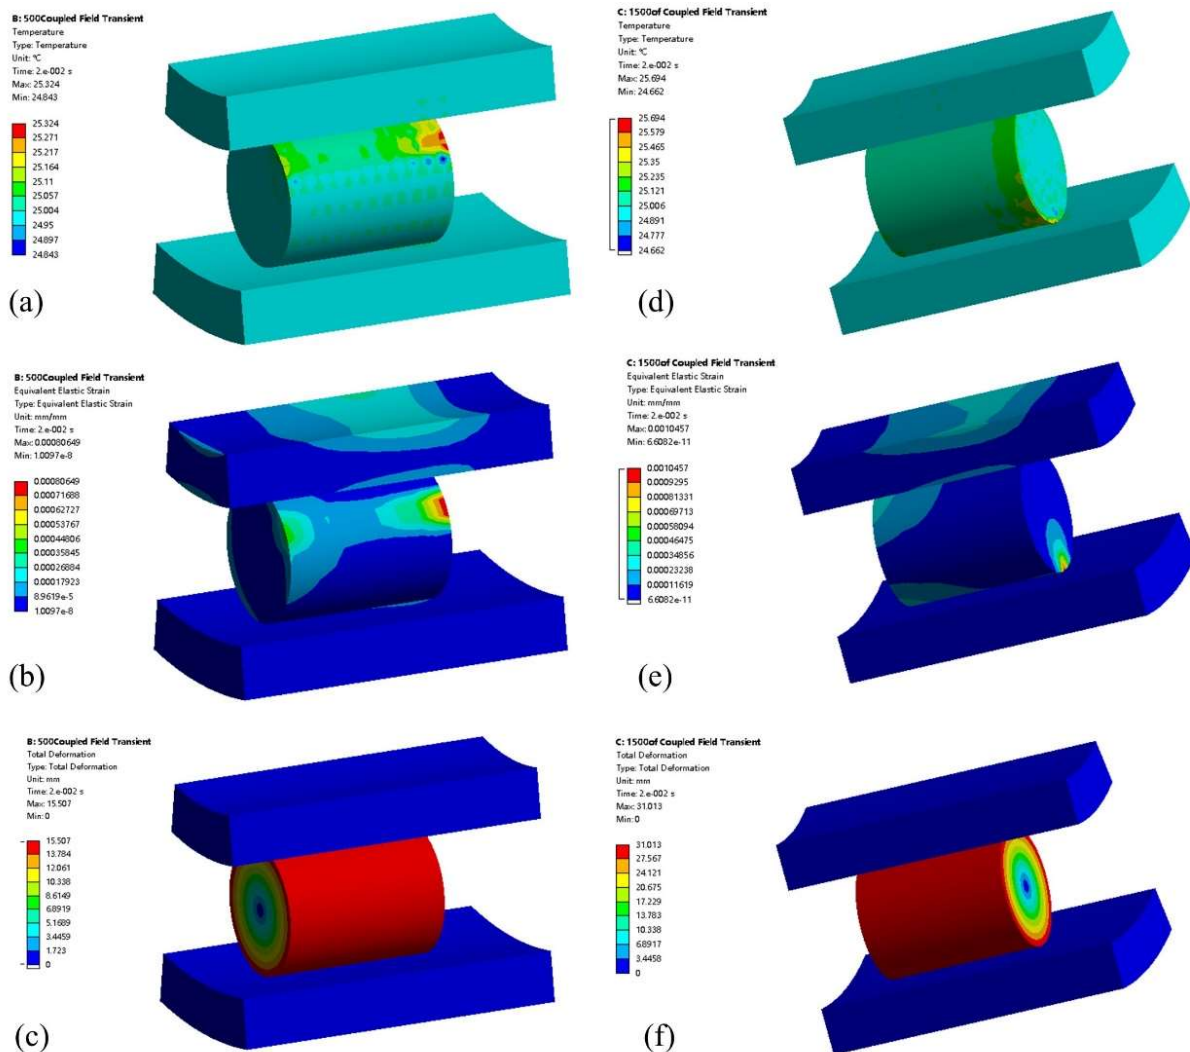 B: 500Coupled Field Transient
Temperature
Type: Temperature
Unit: °C
Time: 2.e-002 s
Max: 25.324
Min: 24.843
25.324
25.271
25.217
25.164
25.11
25.057
25.004
24.95
24.897
24.843
(a)
C: 1500of Coupled Field Transient
Temperature
Type: Temperature
Unit: °C
Time: 2.e-002 s
Max: 25.694
Min: 24.662
25.694
25.579
25.465
25.35
25.235
25.121
25.006
24.891
24.777
24.662
(d)
B: 500Coupled Field Transient
Equivalent Elastic Strain
Type: Equivalent Elastic Strain
Unit: mm/mm
Time: 2.e-002 s
Max: 0.00080649
Min: 1.0097e-8
0.00080649
0.00071688
0.00062727
0.00053767
0.00044806
0.00035845
0.00026884
0.00017923
8.9619e-5
1.0097e-8
(b)
C: 1500of Coupled Field Transient
Equivalent Elastic Strain
Type: Equivalent Elastic Strain
Unit: mm/mm
Time: 2.e-002 s
Max: 0.0010457
Min: 6.6082e-11
0.0010457
0.0009295
0.00081331
0.00069713
0.00058094
0.00046475
0.00034856
0.00023238
0.00011619
6.6082e-11
(e)
B: 500Coupled Field Transient
Total Deformation
Type: Total Deformation
Unit: mm
Time: 2.e-002 s
Max: 15.507
Min: 0
15.507
13.784
12.061
10.338
8.6149
6.8919
5.1689
3.4459
1.723
0
(c)
C: 1500of Coupled Field Transient
Total Deformation
Type: Total Deformation
Unit: mm
Time: 2.e-002 s
Max: 31.013
Min: 0
31.013
27.567
24.121
20.675
17.229
13.783
10.338
6.8917
3.4458
0
(f)